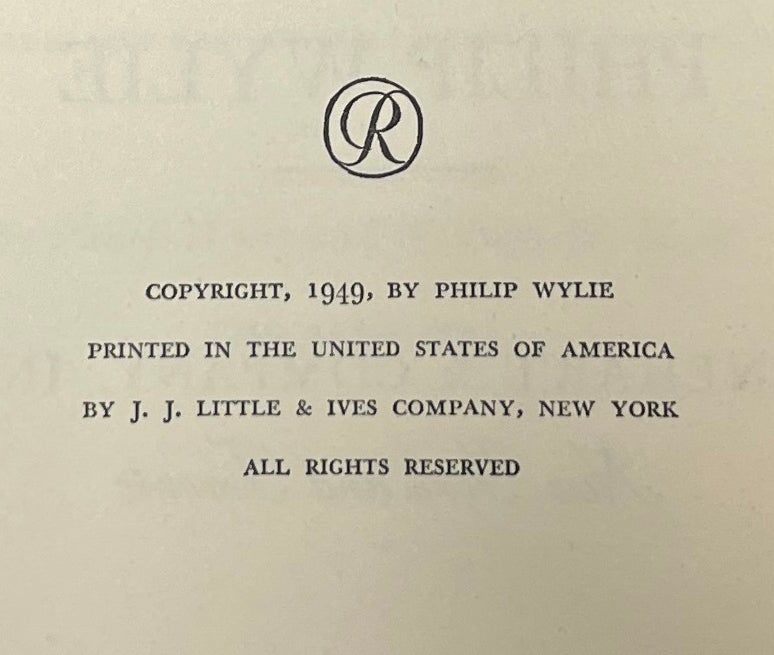 R
COPYRIGHT, 1949, BY PHILIP WYLIE
PRINTED IN THE UNITED STATES OF AMERICA
BY J. J. LITTLE & IVES COMPANY, NEW YORK
ALL RIGHTS RESERVED